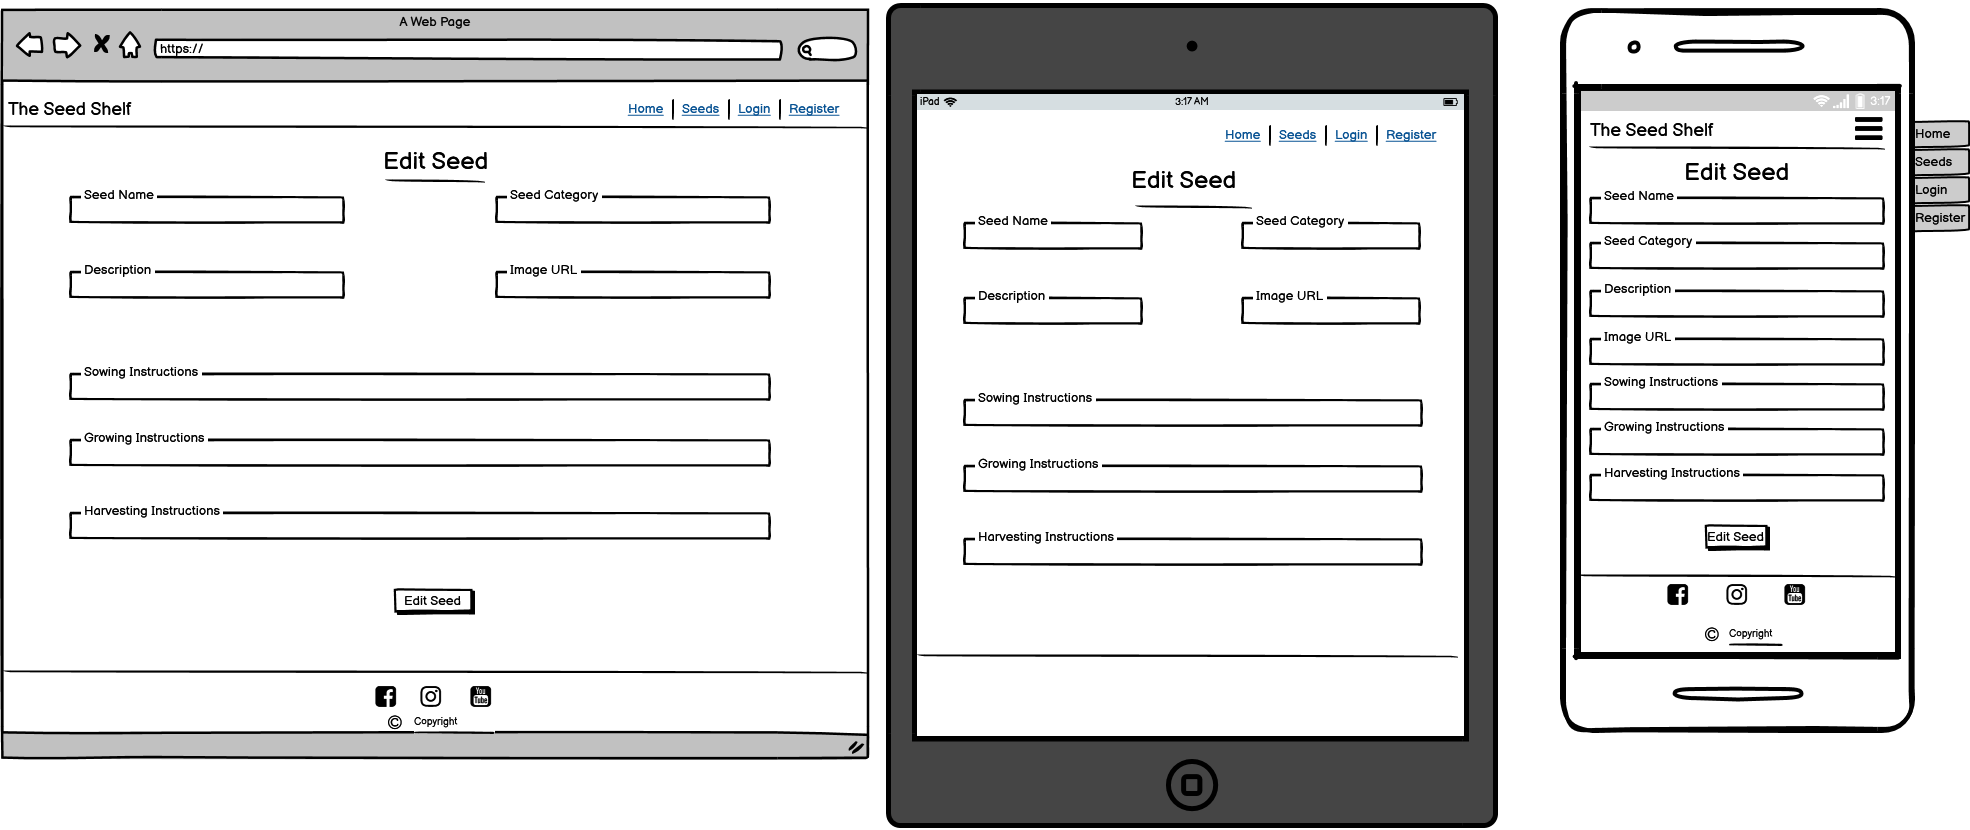 A Web Page
https://
The Seed Shelf
Home Seeds Login Register
Edit Seed
Seed Name Seed Category
Description Image URL
Sowing Instructions
Growing Instructions
Harvesting Instructions
Edit Seed
You
Tube
© Copyright
iPad 3:17 AM
Home Seeds Login Register
Edit Seed
Seed Name Seed Category
Description Image URL
Sowing Instructions
Growing Instructions
Harvesting Instructions
3:17
The Seed Shelf
Edit Seed
Seed Name
Seed Category
Description
Image URL
Sowing Instructions
Growing Instructions
Harvesting Instructions
Edit Seed
You
Tube
© Copyright
Home
Seeds
Login
Register